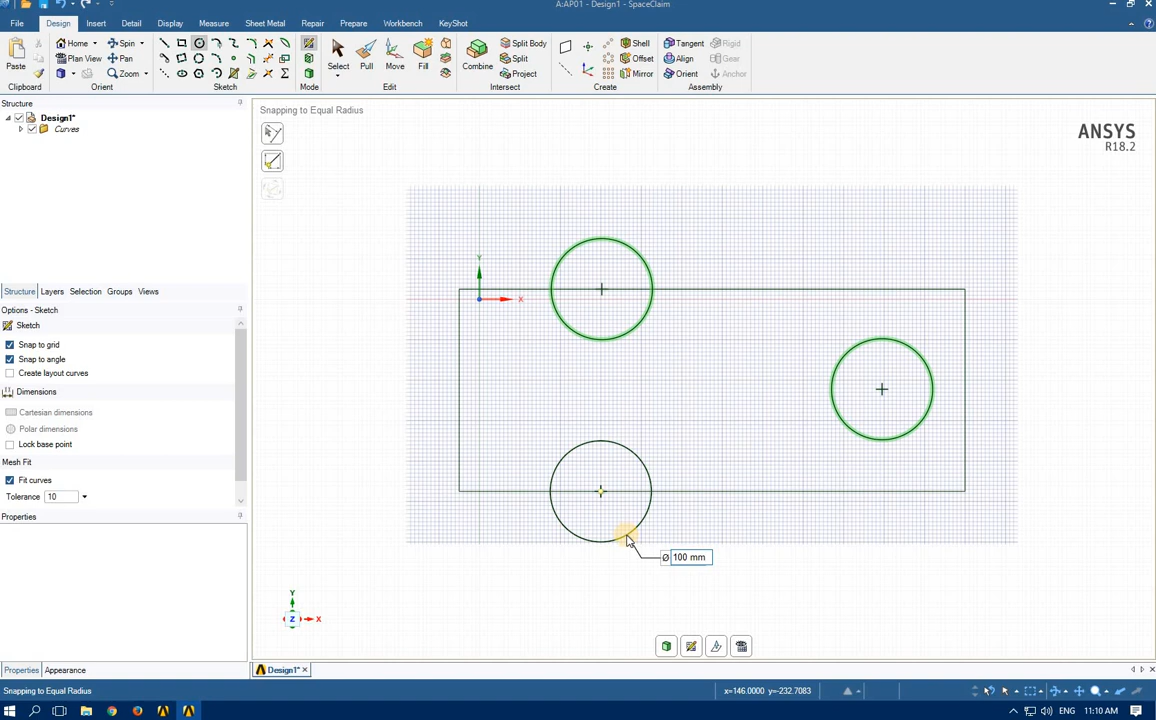 A:AP01 - Design1 - SpaceClaim
File Design Insert Detail Display Measure Sheet Metal Repair Prepare Workbench KeyShot
Paste
Clipboard
Home Spin
Plan View Pan
Zoom
Orient
Sketch
Mode
Select Pull Move Fill
Edit
Combine
Split Body
Split
Project
Intersect
Shell
Offset
Mirror
Create
Tangent Rigid
Align Gear
Orient Anchor
Assembly
Structure
Design1*
Curves
Structure Layers Selection Groups Views
Options - Sketch
Sketch
Snap to grid
Snap to angle
Create layout curves
Dimensions
Cartesian dimensions
Polar dimensions
Lock base point
Mesh Fit
Fit curves
Tolerance 10
Properties
Properties Appearance
Snapping to Equal Radius
ANSYS
R18.2
Y
X
Ø 100 mm
Y
Z X
Design1*
Snapping to Equal Radius
x=146.0000 y=-232.7083
ENG 11:10 AM